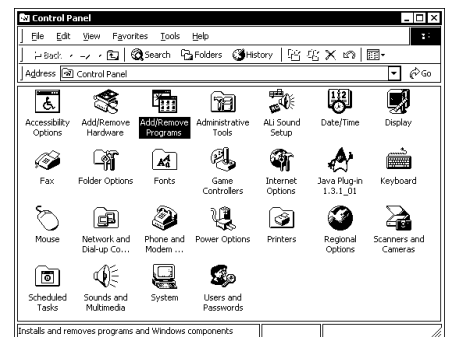 Control Panel
File Edit View Favorites Tools Help
Back Search Folders History
Address Control Panel Go
Accessibility Options
Add/Remove Hardware
Add/Remove Programs
Administrative Tools
ALi Sound Setup
Date/Time
Display
Fax
Folder Options
Fonts
Game Controllers
Internet Options
Java Plug-in 1.3.1_01
Keyboard
Mouse
Network and Dial-up Co...
Phone and Modem ...
Power Options
Printers
Regional Options
Scanners and Cameras
Scheduled Tasks
Sounds and Multimedia
System
Users and Passwords
Installs and removes programs and Windows components